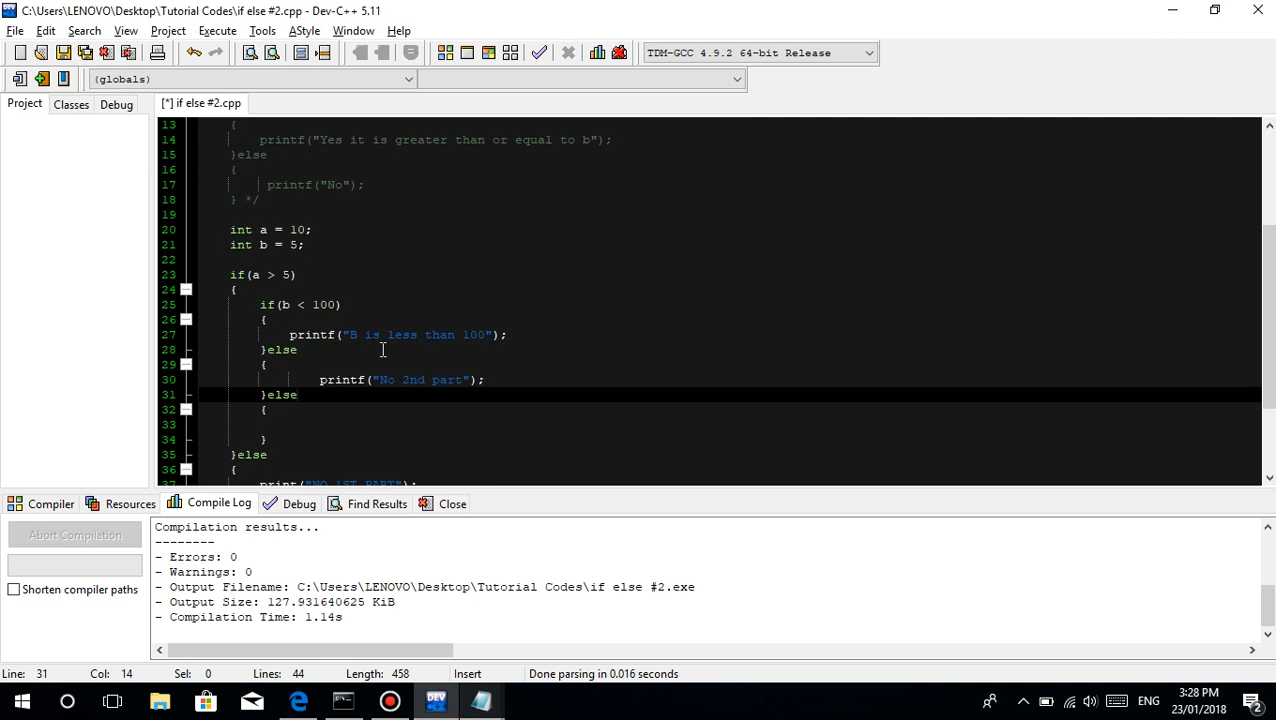 C:\Users\LENOVO\Desktop\Tutorial Codes\if else #2.cpp - Dev-C++ 5.11
File Edit Search View Project Execute Tools AStyle Window Help
TDM-GCC 4.9.2 64-bit Release
(globals)
Project Classes Debug [*] if else #2.cpp
13 {
14 printf("Yes it is greater than or equal to b");
15 }else
16 {
17 printf("No");
18 } */
19
20 int a = 10;
21 int b = 5;
22
23 if(a > 5)
24 {
25 if(b < 100)
26 {
27 printf("B is less than 100");
28 }else
29 {
30 printf("No 2nd part");
31 }else
32 {
33
34 }
35 }else
36 {
37 print("NO 1ST PART");
Compiler Resources Compile Log Debug Find Results Close
Abort Compilation
Shorten compiler paths
Compilation results...
--------
- Errors: 0
- Warnings: 0
- Output Filename: C:\Users\LENOVO\Desktop\Tutorial Codes\if else #2.exe
- Output Size: 127.931640625 KiB
- Compilation Time: 1.14s
Line: 31 Col: 14 Sel: 0 Lines: 44 Length: 458 Insert Done parsing in 0.016 seconds
DEV ENG 3:28 PM
23/01/2018 2